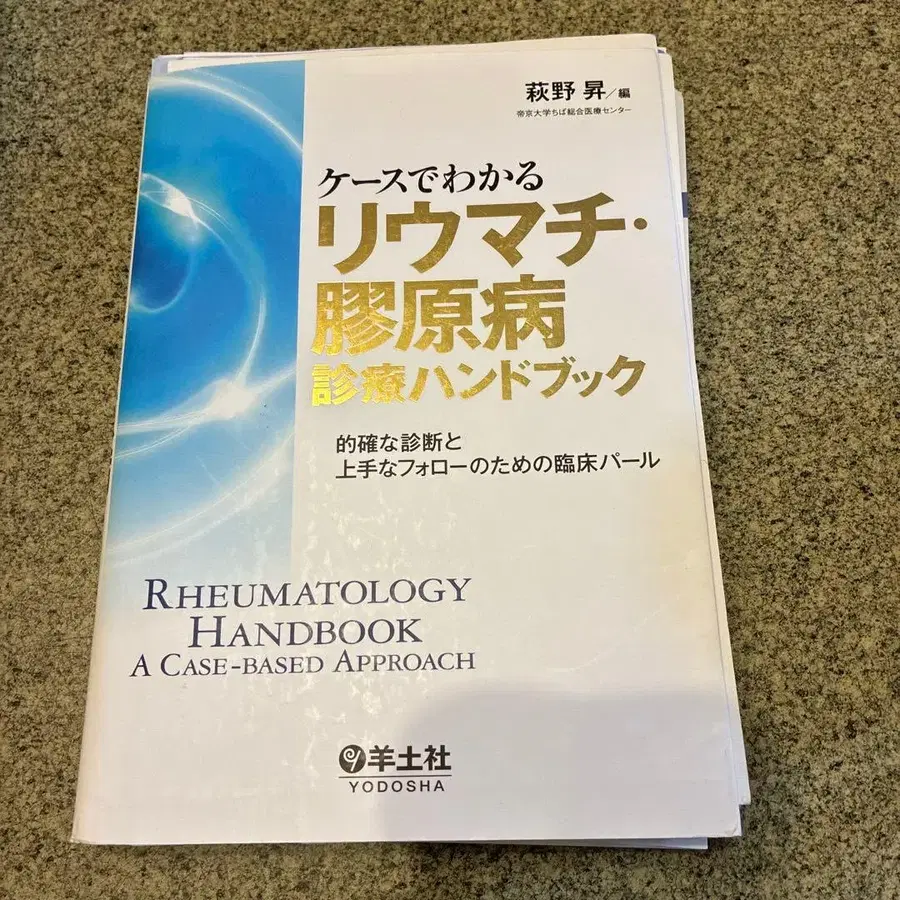 萩野 昇/編
帝京大学ちば総合医療センター
ケースでわかる
リウマチ・
膠原病
診療ハンドブック
的確な診断と
上手なフォローのための臨床パール
RHEUMATOLOGY
HANDBOOK
A CASE-BASED APPROACH
羊土社
YODOSHA